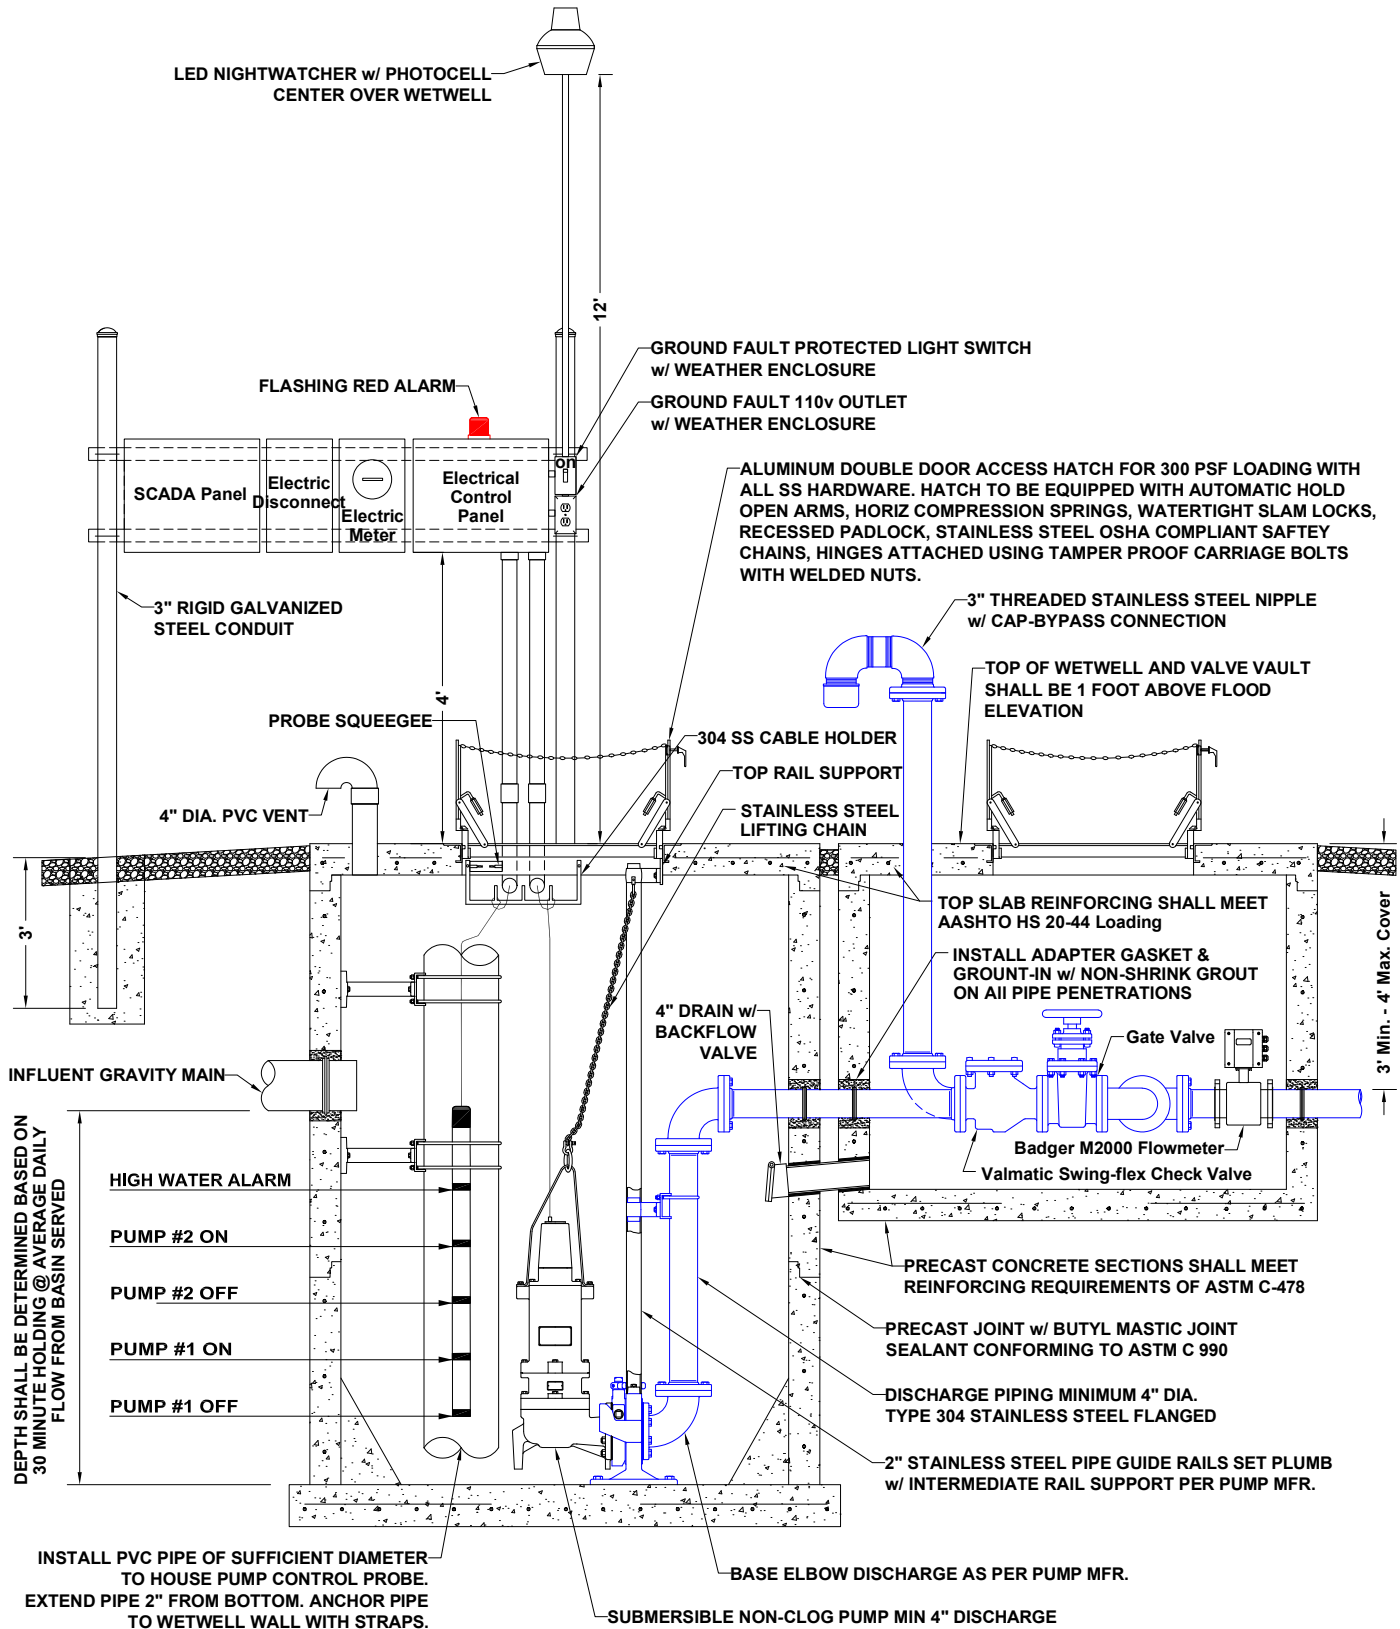 LED NIGHTWATCHER w/ PHOTOCELL
CENTER OVER WETWELL
12'
GROUND FAULT PROTECTED LIGHT SWITCH
w/ WEATHER ENCLOSURE
FLASHING RED ALARM
GROUND FAULT 110v OUTLET
w/ WEATHER ENCLOSURE
on
SCADA Panel
Electric
Disconnect
Electric
Meter
Electrical
Control
Panel
ALUMINUM DOUBLE DOOR ACCESS HATCH FOR 300 PSF LOADING WITH
ALL SS HARDWARE. HATCH TO BE EQUIPPED WITH AUTOMATIC HOLD
OPEN ARMS, HORIZ COMPRESSION SPRINGS, WATERTIGHT SLAM LOCKS,
RECESSED PADLOCK, STAINLESS STEEL OSHA COMPLIANT SAFTEY
CHAINS, HINGES ATTACHED USING TAMPER PROOF CARRIAGE BOLTS
WITH WELDED NUTS.
3" RIGID GALVANIZED
STEEL CONDUIT
3" THREADED STAINLESS STEEL NIPPLE
w/ CAP-BYPASS CONNECTION
4'
TOP OF WETWELL AND VALVE VAULT
SHALL BE 1 FOOT ABOVE FLOOD
ELEVATION
PROBE SQUEEGEE
304 SS CABLE HOLDER
TOP RAIL SUPPORT
4" DIA. PVC VENT
STAINLESS STEEL
LIFTING CHAIN
3'
TOP SLAB REINFORCING SHALL MEET
AASHTO HS 20-44 Loading
INSTALL ADAPTER GASKET &
GROUNT-IN w/ NON-SHRINK GROUT
ON All PIPE PENETRATIONS
3' Min. - 4' Max. Cover
4" DRAIN w/
BACKFLOW
VALVE
Gate Valve
INFLUENT GRAVITY MAIN
Badger M2000 Flowmeter
Valmatic Swing-flex Check Valve
DEPTH SHALL BE DETERMINED BASED ON
30 MINUTE HOLDING @ AVERAGE DAILY
FLOW FROM BASIN SERVED
HIGH WATER ALARM
PUMP #2 ON
PUMP #2 OFF
PUMP #1 ON
PUMP #1 OFF
PRECAST CONCRETE SECTIONS SHALL MEET
REINFORCING REQUIREMENTS OF ASTM C-478
PRECAST JOINT w/ BUTYL MASTIC JOINT
SEALANT CONFORMING TO ASTM C 990
DISCHARGE PIPING MINIMUM 4" DIA.
TYPE 304 STAINLESS STEEL FLANGED
2" STAINLESS STEEL PIPE GUIDE RAILS SET PLUMB
w/ INTERMEDIATE RAIL SUPPORT PER PUMP MFR.
INSTALL PVC PIPE OF SUFFICIENT DIAMETER
TO HOUSE PUMP CONTROL PROBE.
EXTEND PIPE 2" FROM BOTTOM. ANCHOR PIPE
TO WETWELL WALL WITH STRAPS.
BASE ELBOW DISCHARGE AS PER PUMP MFR.
SUBMERSIBLE NON-CLOG PUMP MIN 4" DISCHARGE